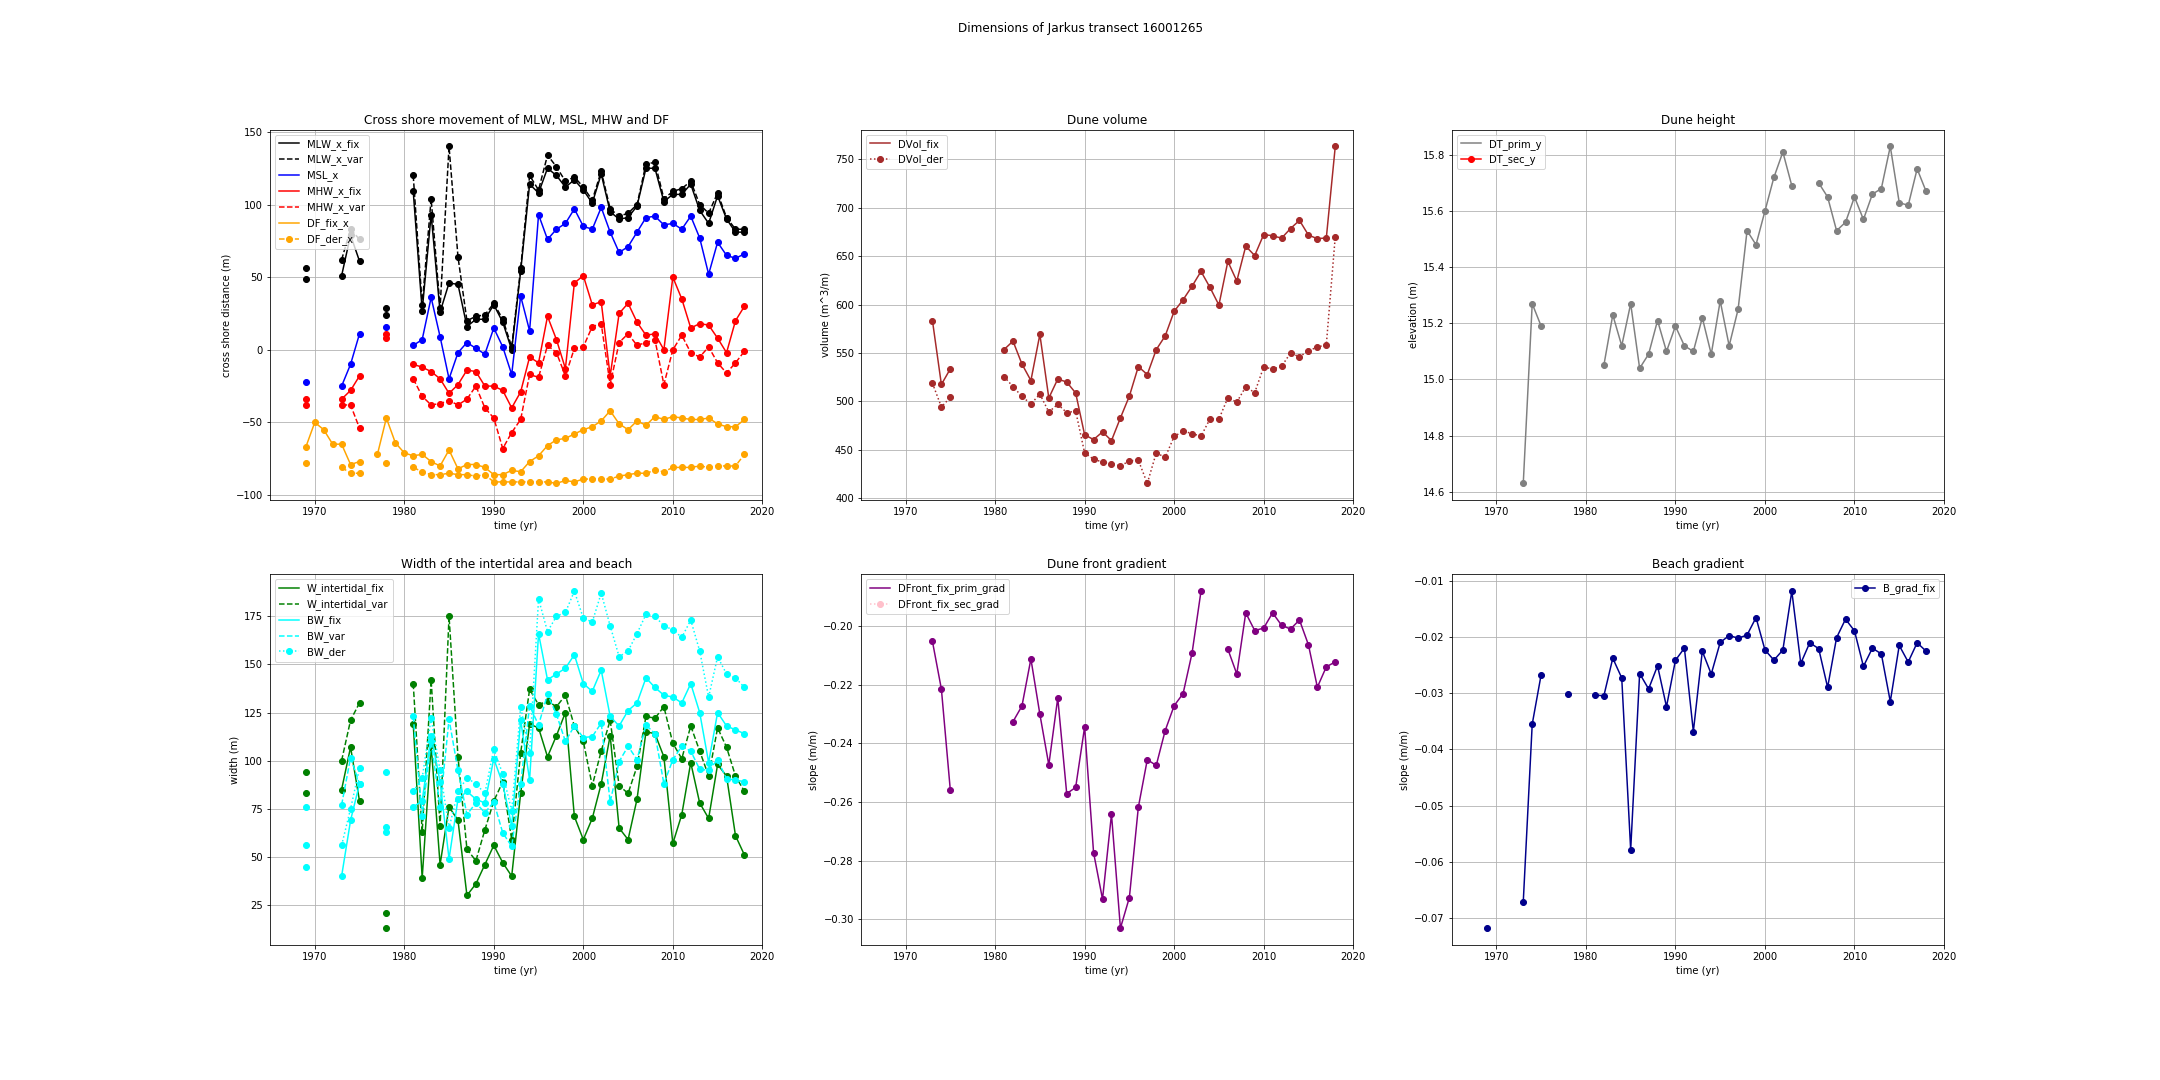 Dimensions of Jarkus transect 16001265
Cross shore movement of MLW, MSL, MHW and DF
cross shore distance (m)
150
100
50
0
−50
−100
MLW_x_fix
MLW_x_var
MSL_x
MHW_x_fix
MHW_x_var
DF_fix_x
DF_der_x
1970 1980 1990 2000 2010 2020
time (yr)
Dune volume
volume (m^3/m)
750
700
650
600
550
500
450
400
DVol_fix
DVol_der
1970 1980 1990 2000 2010 2020
time (yr)
Dune height
elevation (m)
15.8
15.6
15.4
15.2
15.0
14.8
14.6
DT_prim_y
DT_sec_y
1970 1980 1990 2000 2010 2020
time (yr)
Width of the intertidal area and beach
width (m)
175
150
125
100
75
50
25
W_intertidal_fix
W_intertidal_var
BW_fix
BW_var
BW_der
1970 1980 1990 2000 2010 2020
time (yr)
Dune front gradient
slope (m/m)
−0.20
−0.22
−0.24
−0.26
−0.28
−0.30
DFront_fix_prim_grad
DFront_fix_sec_grad
1970 1980 1990 2000 2010 2020
time (yr)
Beach gradient
slope (m/m)
−0.01
−0.02
−0.03
−0.04
−0.05
−0.06
−0.07
B_grad_fix
1970 1980 1990 2000 2010 2020
time (yr)